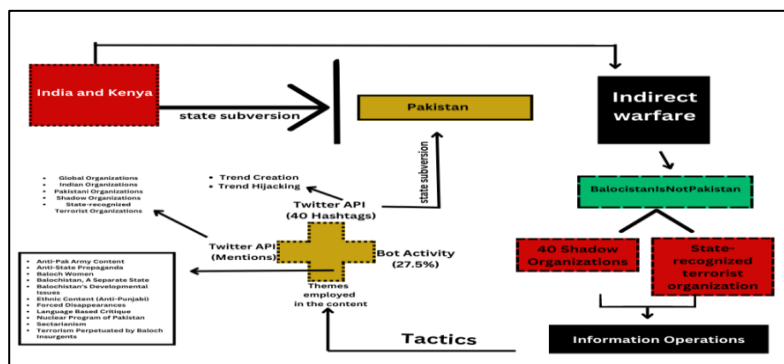 India and Kenya
state subversion
Pakistan
Indirect
warfare
• Global Organizations
• Indian Organizations
• Pakistani Organizations
• Shadow Organizations
• State-recognized
Terrorist Organizations
• Trend Creation
• Trend Hijacking
Twitter API
(40 Hashtags)
state subversion
BalocistanIsNotPakistan
Twitter API
(Mentions)
Bot Activity
(27.5%)
40 Shadow
Organizations
State-
recognized
terrorist
organization
• Anti-Pak Army Content
• Anti-State Propaganda
• Baloch Women
• Balochistan, A Separate State
• Balochistan's Developmental
Issues
• Ethnic Content (Anti-Punjabi)
• Forced Disappearances
• Language Based Critique
• Nuclear Program of Pakistan
• Sectarianism
• Terrorism Perpetuated by Baloch
Insurgents
Themes
employed
in the content
Tactics
Information Operations